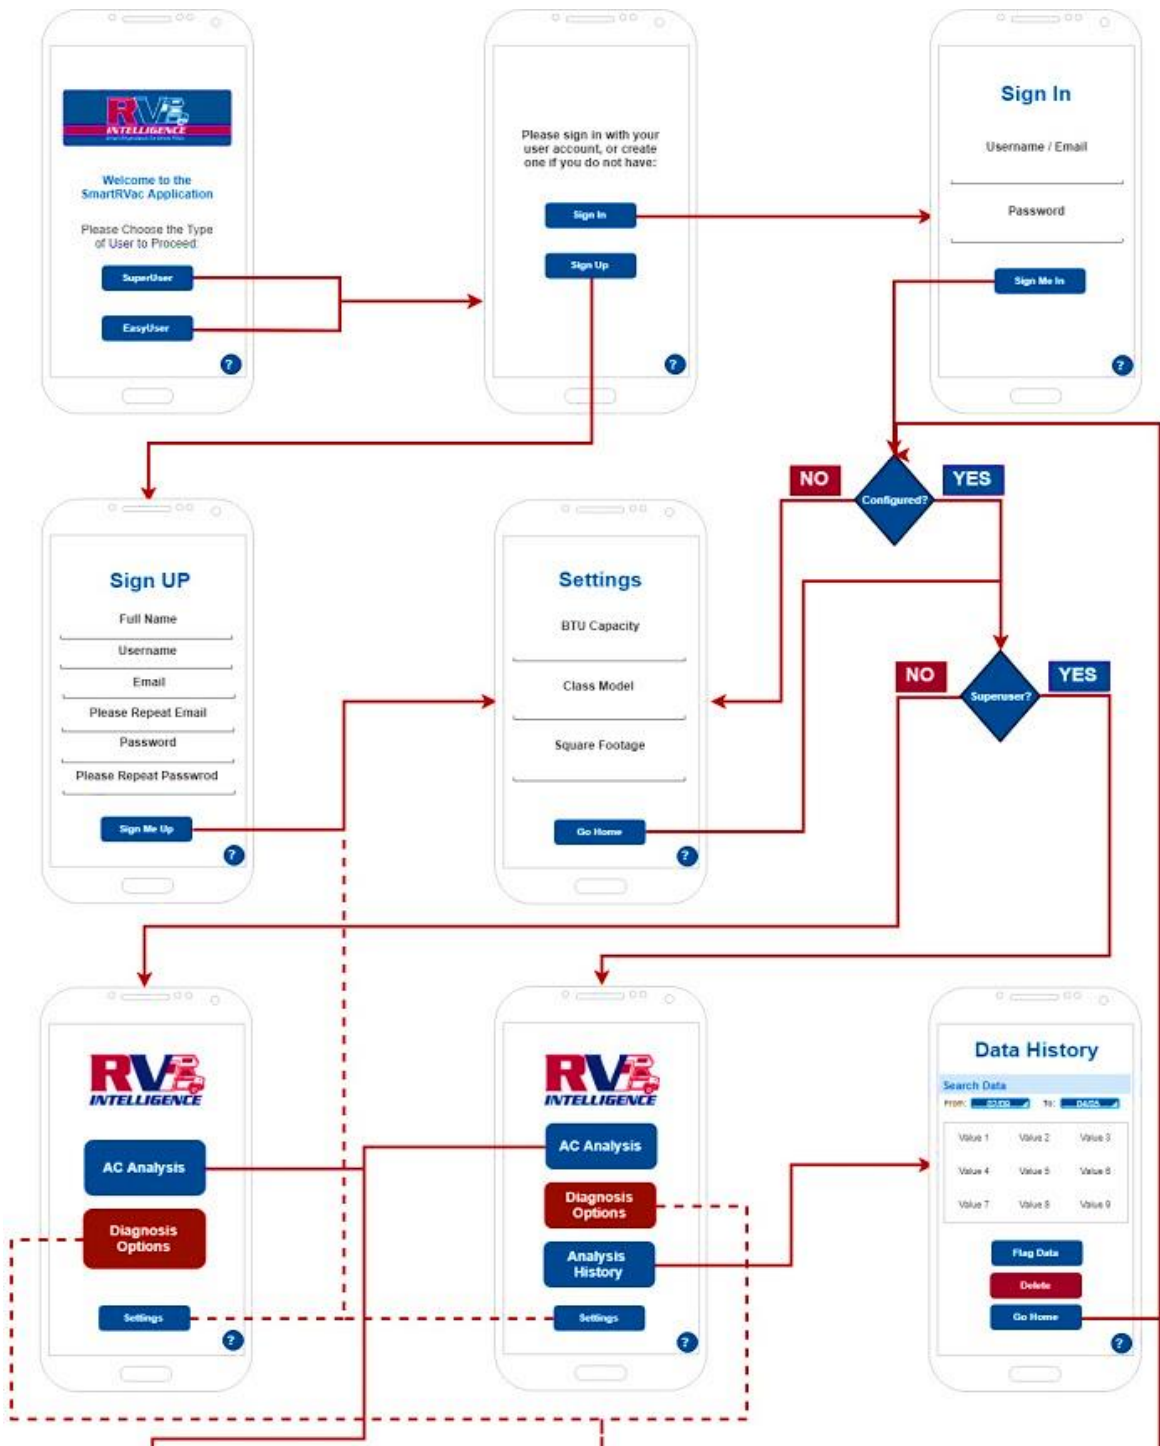 RV
INTELLIGENCE
Welcome to the
SmartRVac Application
Please Choose the Type
of User to Proceed:
SuperUser
EasyUser
?
Please sign in with your
user account, or create
one if you do not have:
Sign In
Sign Up
?
Sign In
Username / Email
Password
Sign Me In
?
NO
Configured?
YES
Sign UP
Full Name
Username
Email
Please Repeat Email
Password
Please Repeat Passwrod
Sign Me Up
?
Settings
BTU Capacity
Class Model
Square Footage
Go Home
?
NO
Superuser?
YES
RV
INTELLIGENCE
AC Analysis
Diagnosis
Options
Settings
?
RV
INTELLIGENCE
AC Analysis
Diagnosis
Options
Analysis
History
Settings
?
Data History
Search Data
From: 02/09 To: 04/05
Value 1 Value 2 Value 3
Value 4 Value 5 Value 6
Value 7 Value 8 Value 9
Flag Data
Delete
Go Home
?